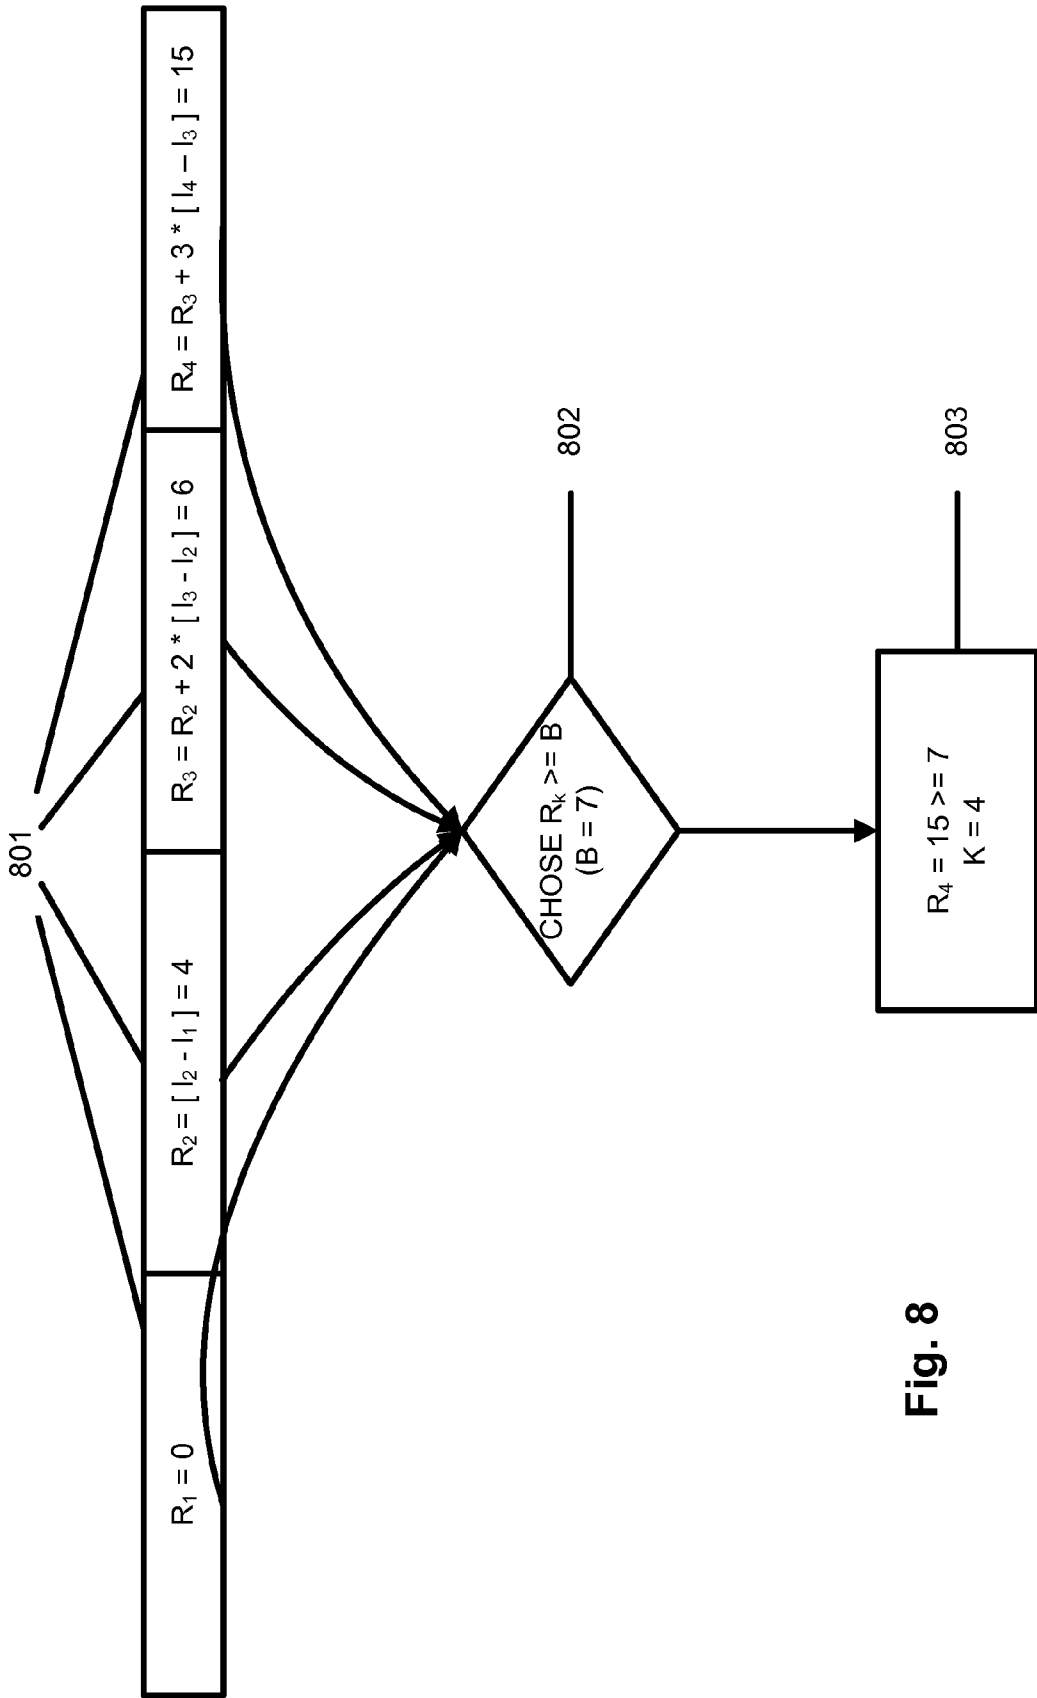 801
R₁ = 0
R₂ = [ I₂ - I₁ ] = 4
R₃ = R₂ + 2 * [ I₃ - I₂ ] = 6
R₄ = R₃ + 3 * [ I₄ – I₃ ] = 15
CHOSE Rₖ >= B
(B = 7)
802
R₄ = 15 >= 7
K = 4
803
Fig. 8